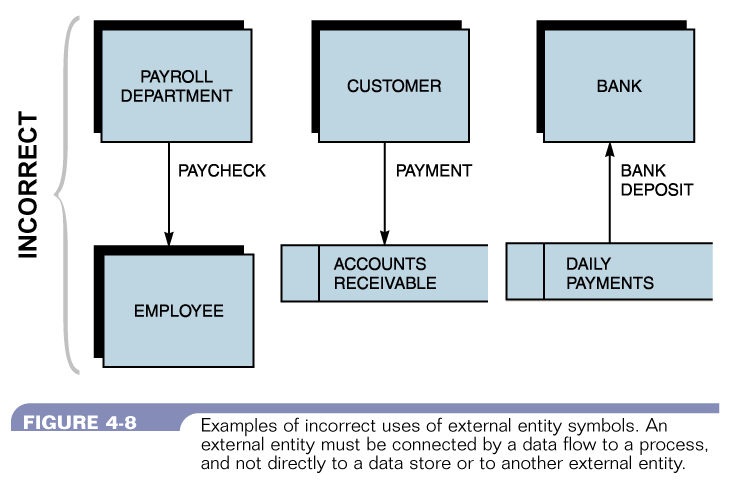 INCORRECT
PAYROLL
DEPARTMENT
CUSTOMER
BANK
PAYCHECK
PAYMENT
BANK
DEPOSIT
EMPLOYEE
ACCOUNTS
RECEIVABLE
DAILY
PAYMENTS
FIGURE 4-8
Examples of incorrect uses of external entity symbols. An
external entity must be connected by a data flow to a process,
and not directly to a data store or to another external entity.